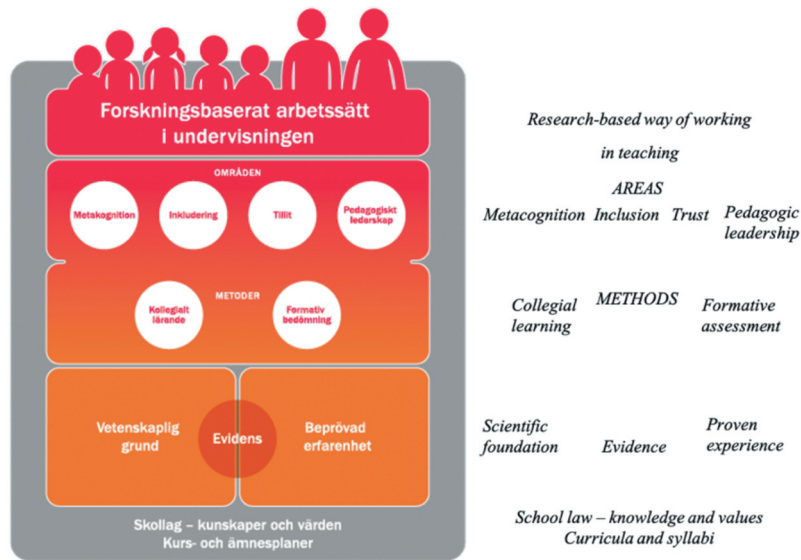 Forskningsbaserat arbetssätt
i undervisningen
OMRÅDEN
Metakognition
Inkludering
Tillit
Pedagogiskt
ledarskap
METODER
Kollegialt
lärande
Formativ
bedömning
Vetenskaplig
grund
Evidens
Beprövad
erfarenhet
Skollag – kunskaper och värden
Kurs- och ämnesplaner
Research-based way of working
in teaching
AREAS
Metacognition Inclusion Trust Pedagogic
leadership
Collegial
learning
METHODS
Formative
assessment
Scientific
foundation
Evidence
Proven
experience
School law – knowledge and values
Curricula and syllabi